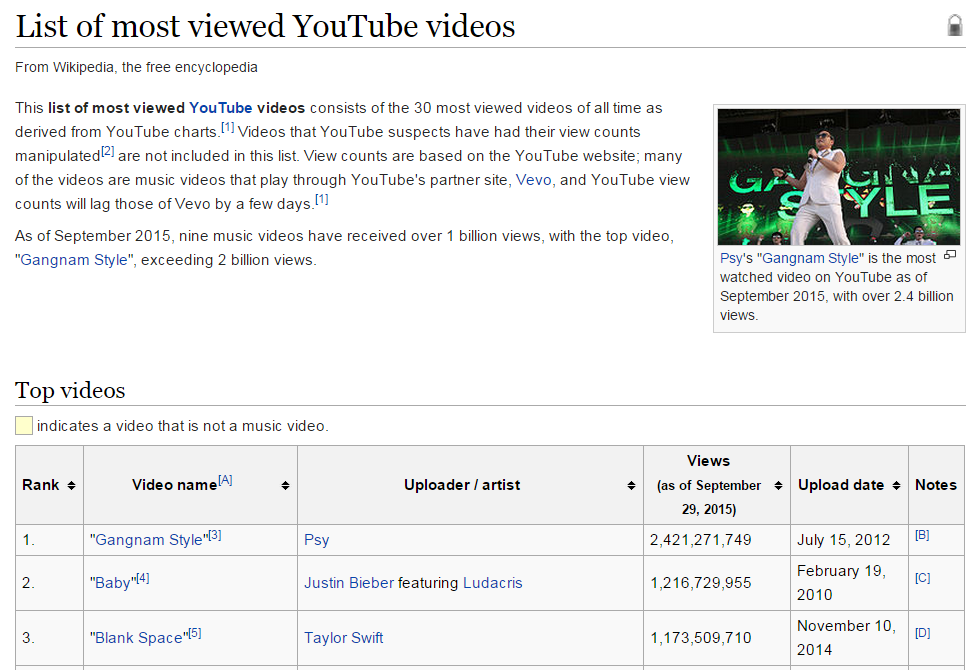 List of most viewed YouTube videos
From Wikipedia, the free encyclopedia
This list of most viewed YouTube videos consists of the 30 most viewed videos of all time as
derived from YouTube charts.[1] Videos that YouTube suspects have had their view counts
manipulated[2] are not included in this list. View counts are based on the YouTube website; many
of the videos are music videos that play through YouTube's partner site, Vevo, and YouTube view
counts will lag those of Vevo by a few days.[1]
As of September 2015, nine music videos have received over 1 billion views, with the top video,
"Gangnam Style", exceeding 2 billion views.
GANGNAM
STYLE
Psy's "Gangnam Style" is the most
watched video on YouTube as of
September 2015, with over 2.4 billion
views.
Top videos
indicates a video that is not a music video.
Rank Video name[A] Uploader / artist Views (as of September 29, 2015) Upload date Notes
1. "Gangnam Style"[3] Psy 2,421,271,749 July 15, 2012 [B]
2. "Baby"[4] Justin Bieber featuring Ludacris 1,216,729,955 February 19, 2010 [C]
3. "Blank Space"[5] Taylor Swift 1,173,509,710 November 10, 2014 [D]